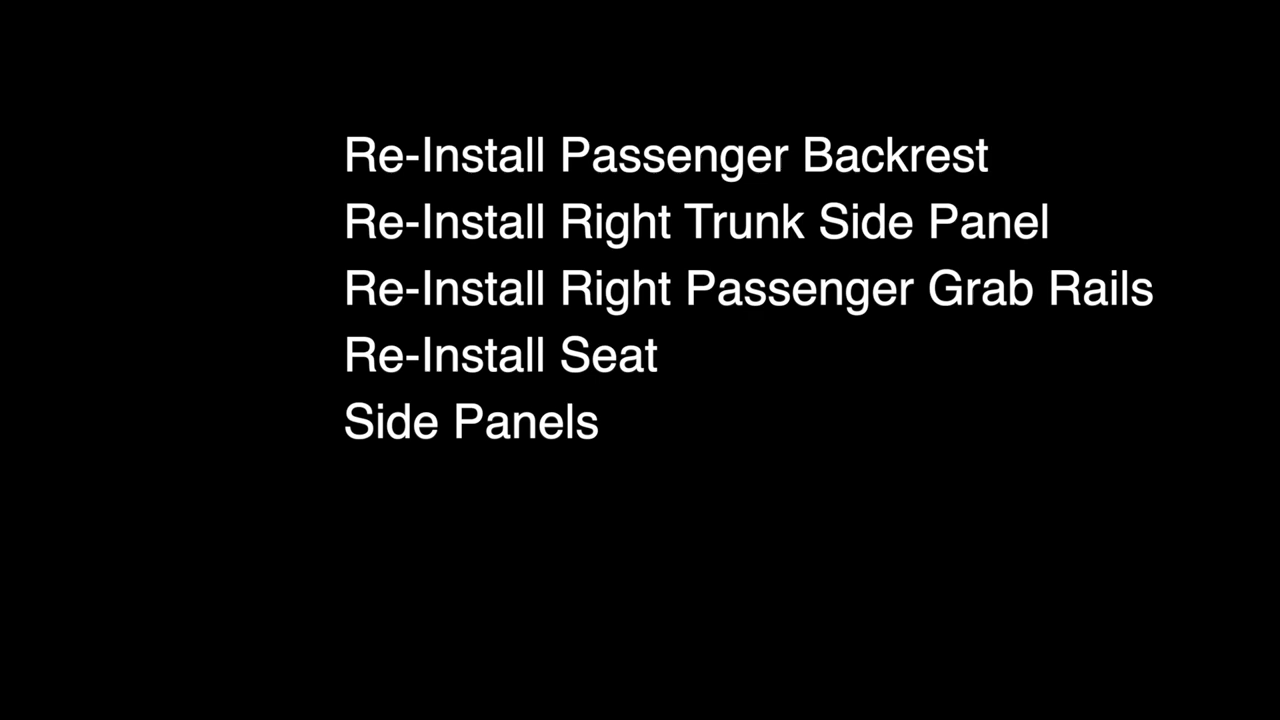 Re-Install Passenger Backrest
Re-Install Right Trunk Side Panel
Re-Install Right Passenger Grab Rails
Re-Install Seat
Side Panels